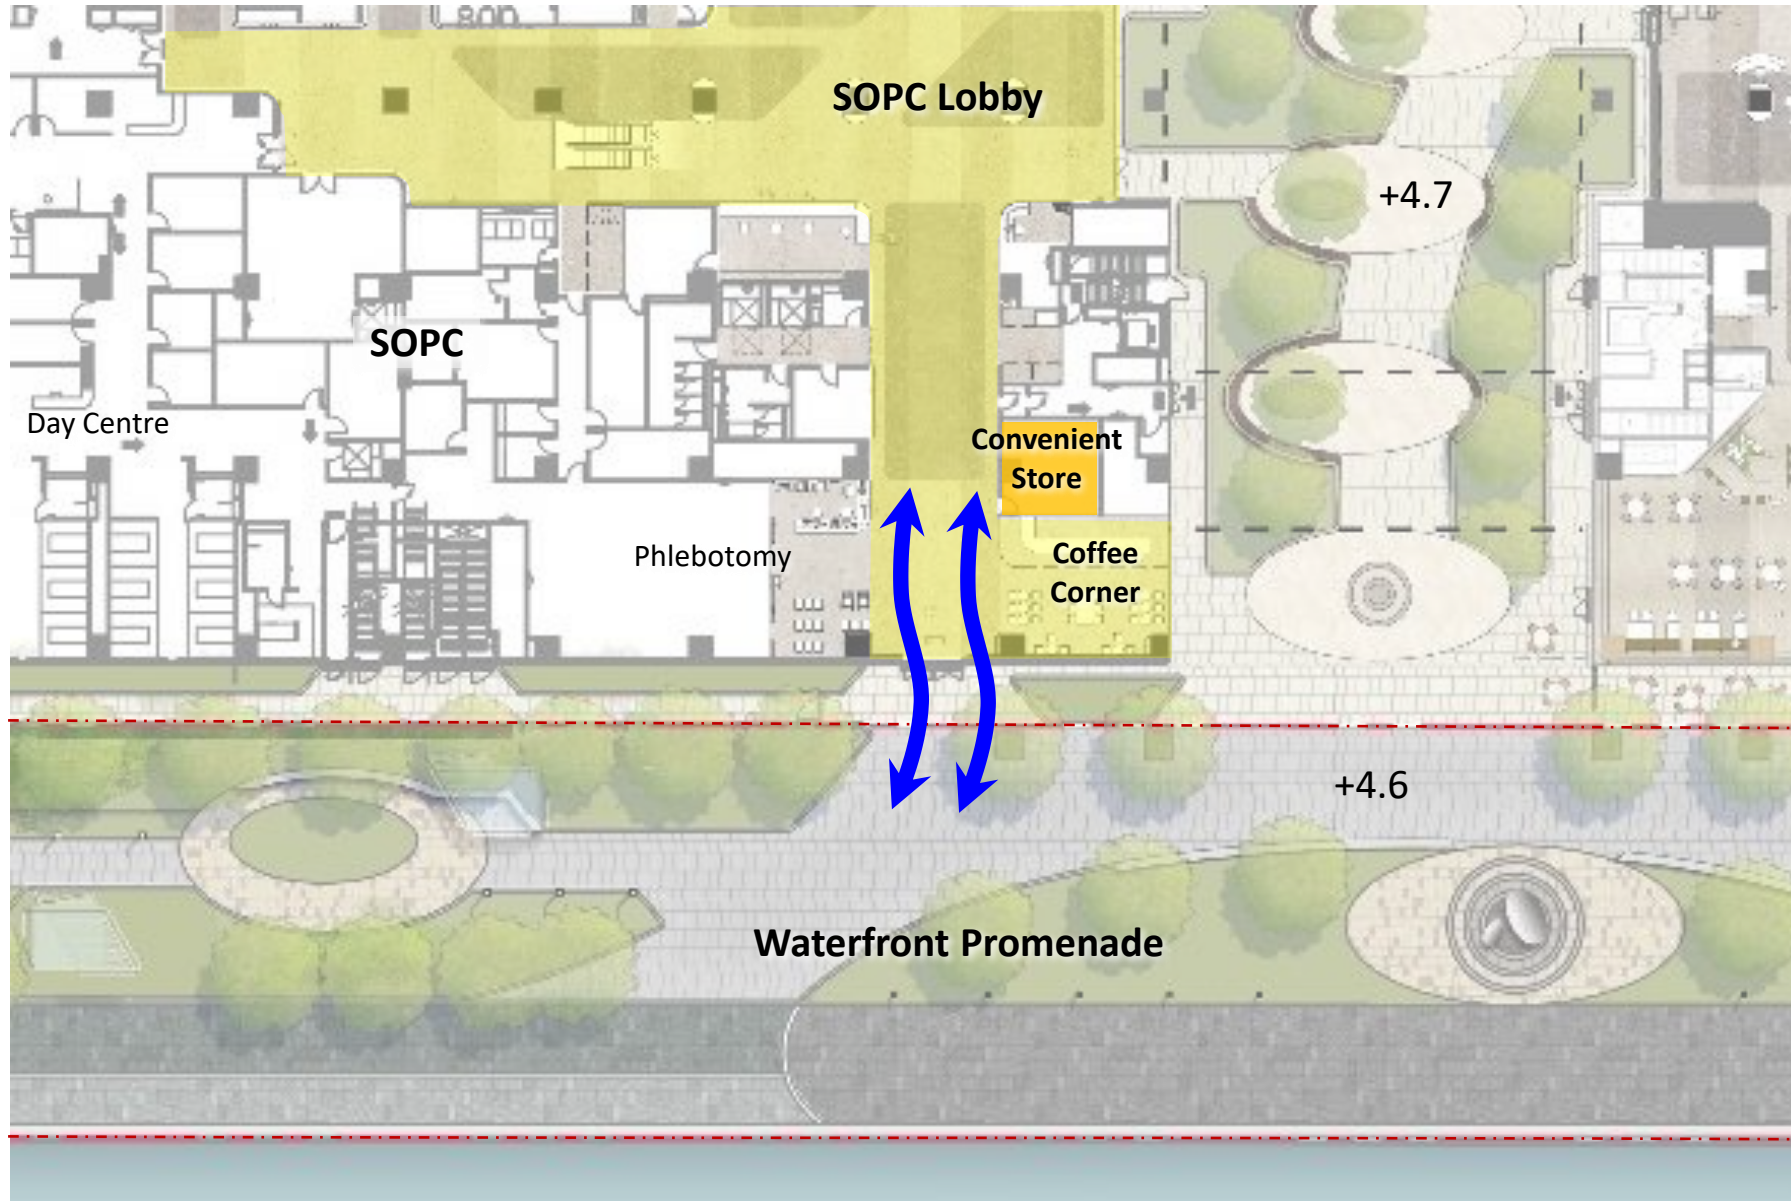 SOPC Lobby
+4.7
SOPC
Day Centre
Convenient
Store
Phlebotomy
Coffee
Corner
+4.6
Waterfront Promenade